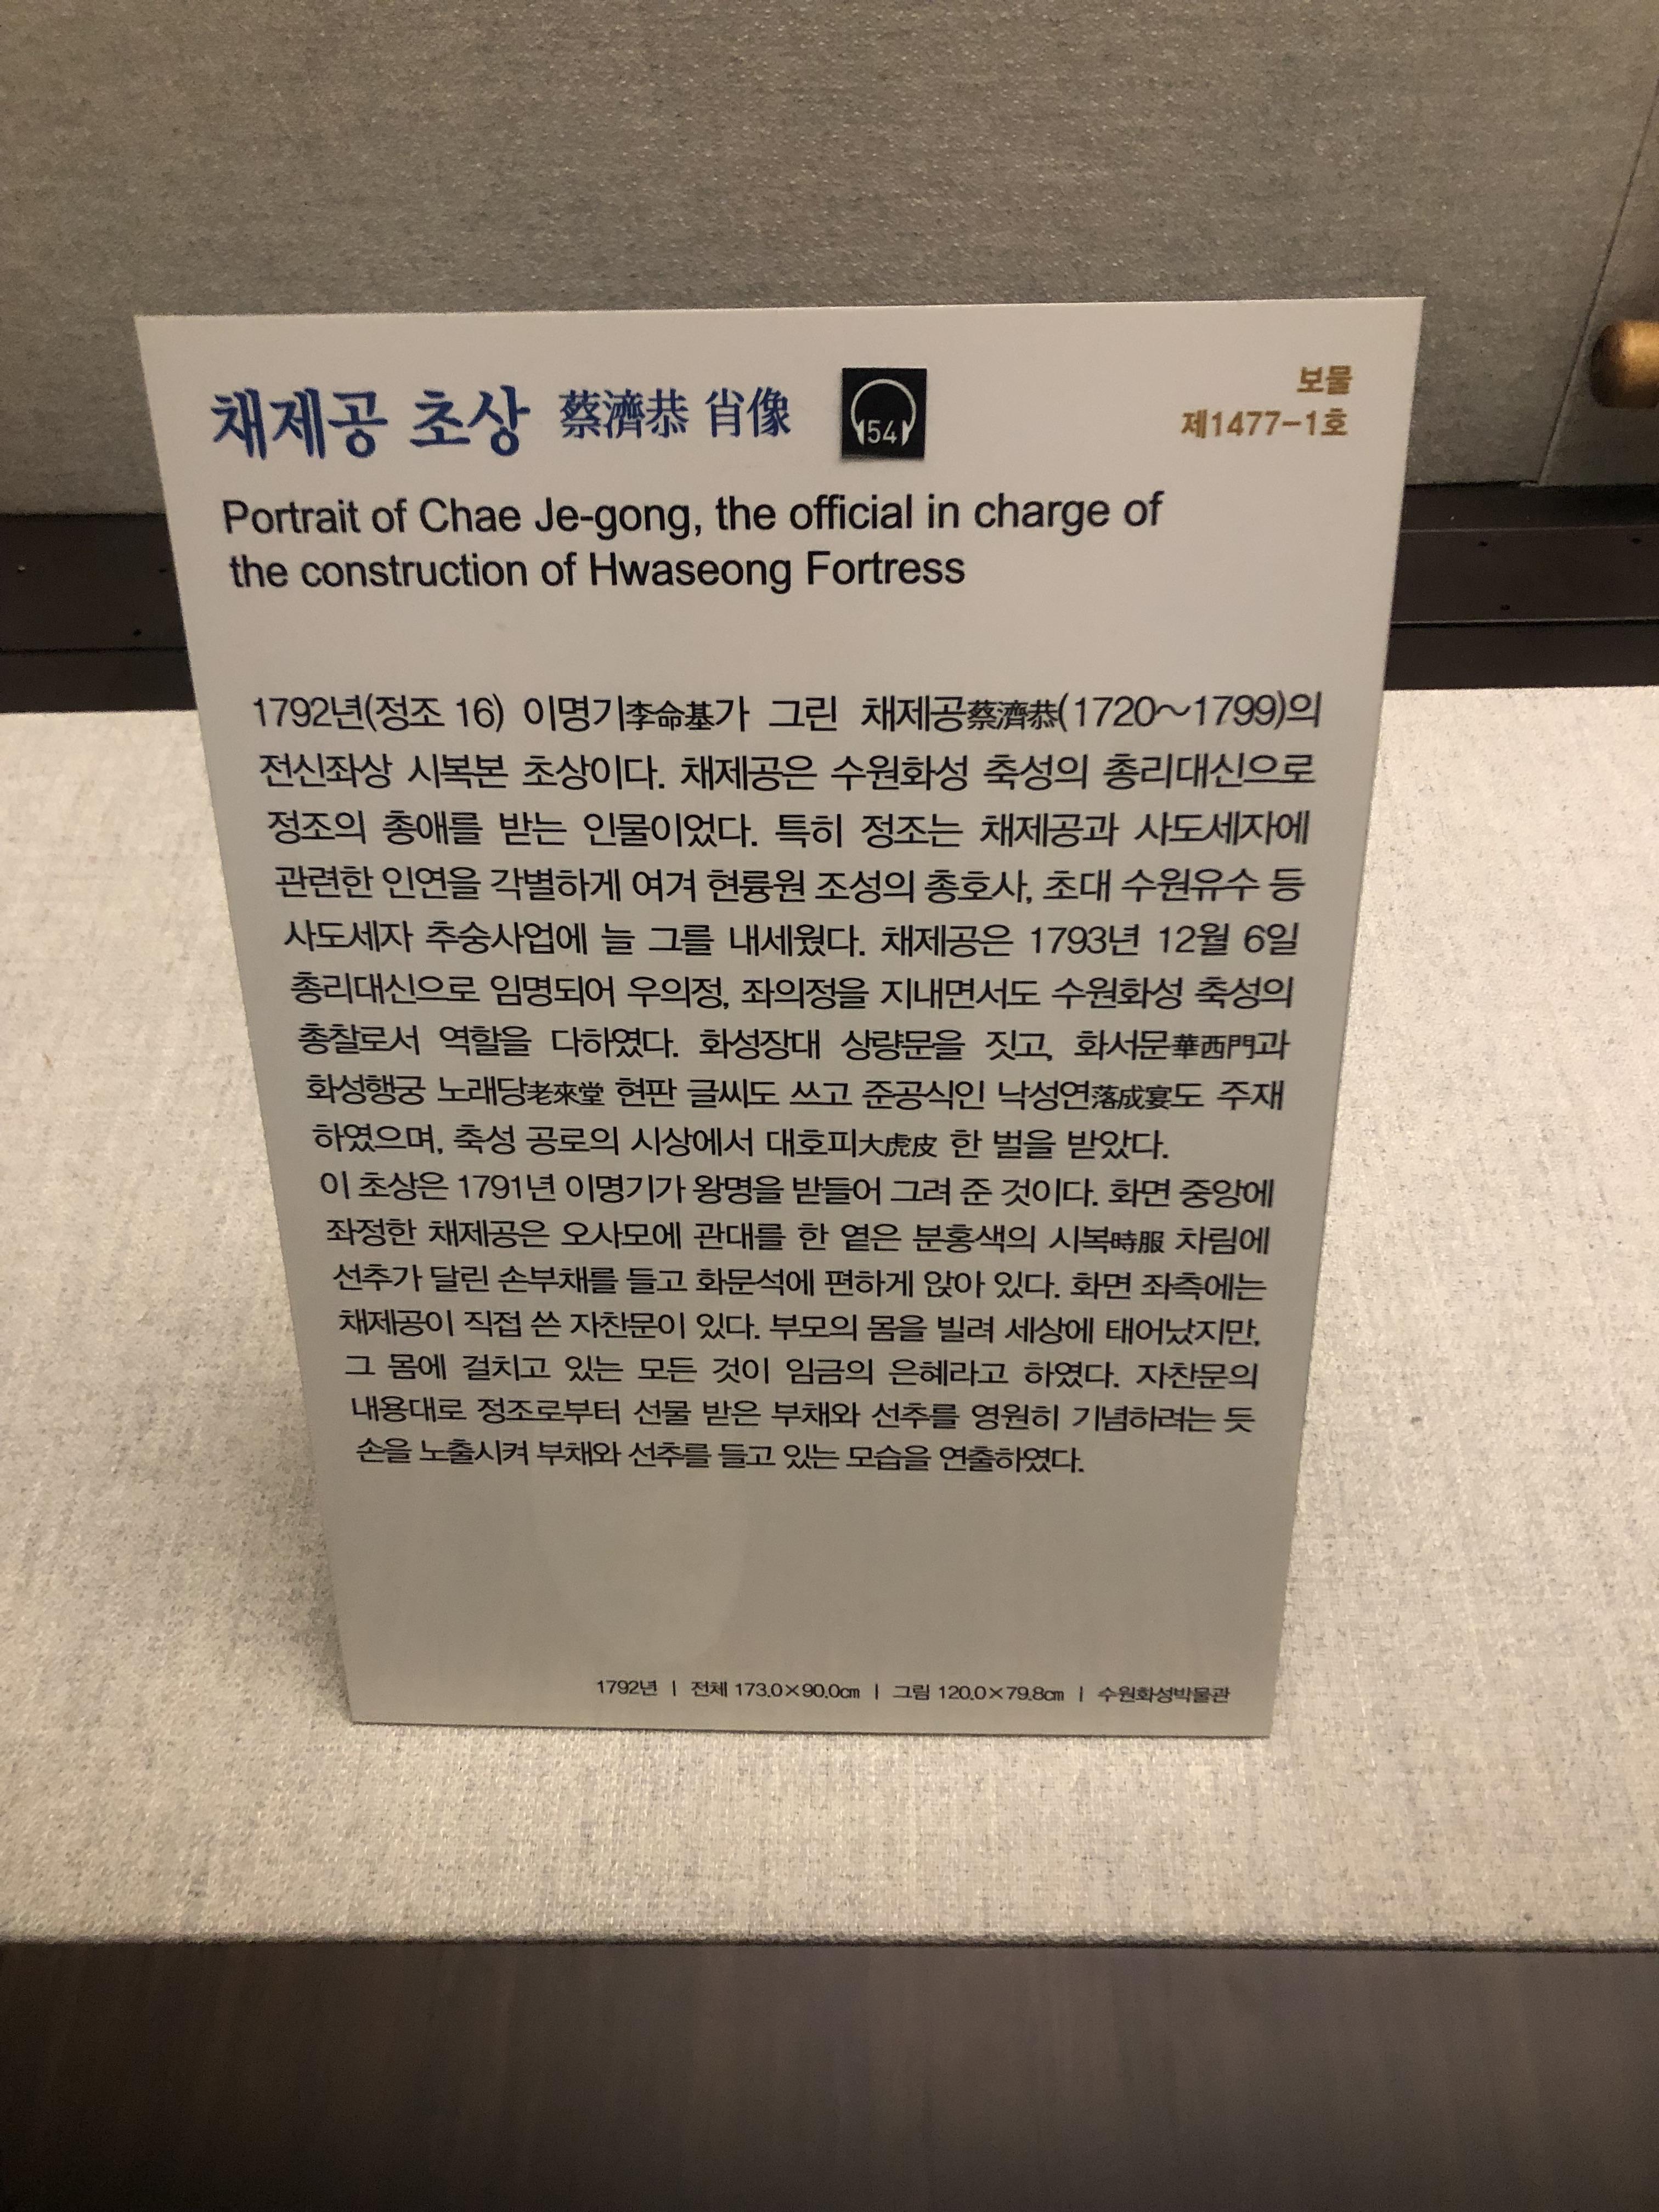 채제공 초상 蔡濟恭 肖像
54
보물
제1477-1호
Portrait of Chae Je-gong, the official in charge of
the construction of Hwaseong Fortress
1792년(정조 16) 이명기李命基가 그린 채제공蔡濟恭(1720~1799)의
전신좌상 시복본 초상이다. 채제공은 수원화성 축성의 총리대신으로
정조의 총애를 받는 인물이었다. 특히 정조는 채제공과 사도세자에
관련한 인연을 각별하게 여겨 현륭원 조성의 총호사, 초대 수원유수 등
사도세자 추숭사업에 늘 그를 내세웠다. 채제공은 1793년 12월 6일
총리대신으로 임명되어 우의정, 좌의정을 지내면서도 수원화성 축성의
총찰로서 역할을 다하였다. 화성장대 상량문을 짓고, 화서문華西門과
화성행궁 노래당老來堂 현판 글씨도 쓰고 준공식인 낙성연落成宴도 주재
하였으며, 축성 공로의 시상에서 대호피大虎皮 한 벌을 받았다.
이 초상은 1791년 이명기가 왕명을 받들어 그려 준 것이다. 화면 중앙에
좌정한 채제공은 오사모에 관대를 한 옅은 분홍색의 시복時服 차림에
선추가 달린 손부채를 들고 화문석에 편하게 앉아 있다. 화면 좌측에는
채제공이 직접 쓴 자찬문이 있다. 부모의 몸을 빌려 세상에 태어났지만,
그 몸에 걸치고 있는 모든 것이 임금의 은혜라고 하였다. 자찬문의
내용대로 정조로부터 선물 받은 부채와 선추를 영원히 기념하려는 듯
손을 노출시켜 부채와 선추를 들고 있는 모습을 연출하였다.
1792년 | 전체 173.0×90.0㎝ | 그림 120.0×79.8㎝ | 수원화성박물관